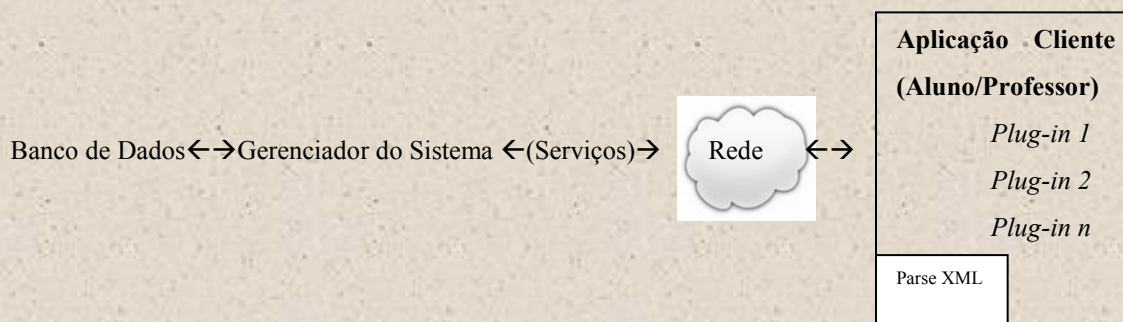 Banco de Dados←→Gerenciador do Sistema ←(Serviços)→ Rede ←→
Aplicação Cliente
(Aluno/Professor)
Plug-in 1
Plug-in 2
Plug-in n
Parse XML